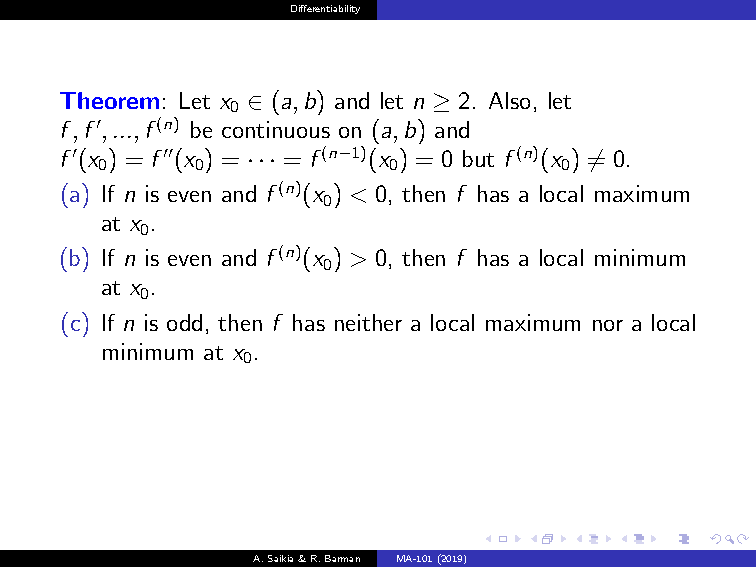 Differentiability
Theorem: Let x₀ ∈ (a, b) and let n ≥ 2. Also, let
f, f′, ..., f⁽ⁿ⁾ be continuous on (a, b) and
f′(x₀) = f″(x₀) = ··· = f⁽ⁿ⁻¹⁾(x₀) = 0 but f⁽ⁿ⁾(x₀) ≠ 0.
(a) If n is even and f⁽ⁿ⁾(x₀) < 0, then f has a local maximum
at x₀.
(b) If n is even and f⁽ⁿ⁾(x₀) > 0, then f has a local minimum
at x₀.
(c) If n is odd, then f has neither a local maximum nor a local
minimum at x₀.
A. Saikia & R. Barman MA-101 (2019)